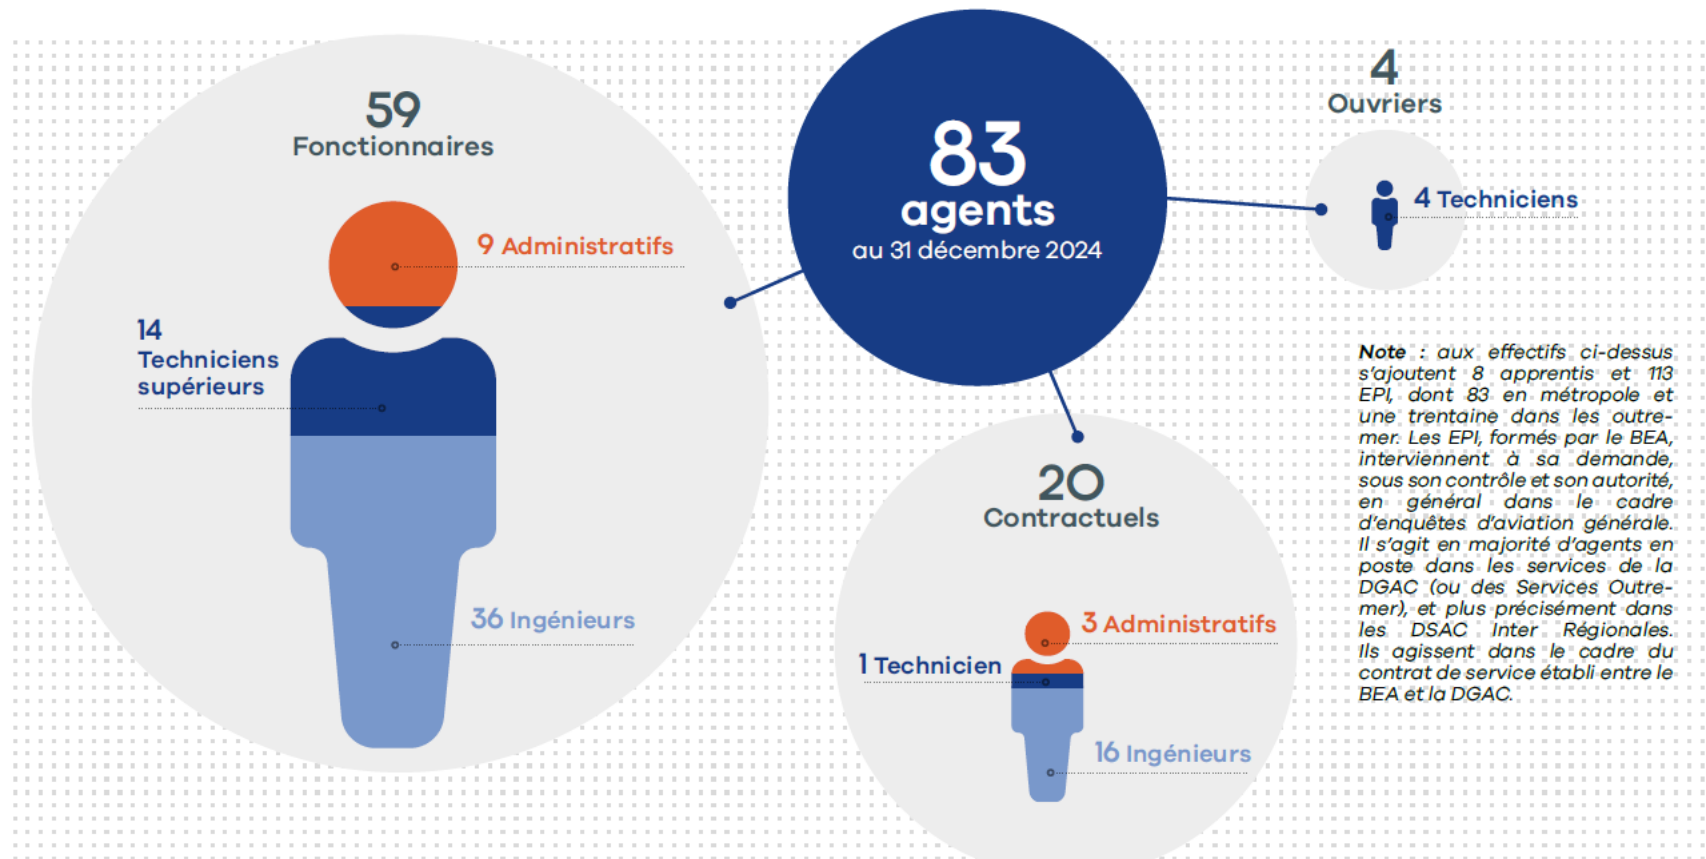 59
Fonctionnaires
9 Administratifs
14
Techniciens
supérieurs
36 Ingénieurs
83
agents
au 31 décembre 2024
4
Ouvriers
4 Techniciens
20
Contractuels
3 Administratifs
1 Technicien
16 Ingénieurs
Note : aux effectifs ci-dessus
s'ajoutent 8 apprentis et 113
EPI, dont 83 en métropole et
une trentaine dans les outre-
mer. Les EPI, formés par le BEA,
interviennent à sa demande,
sous son contrôle et son autorité,
en général dans le cadre
d'enquêtes d'aviation générale.
Il s'agit en majorité d'agents en
poste dans les services de la
DGAC (ou des Services Outre-
mer), et plus précisément dans
les DSAC Inter Régionales.
Ils agissent dans le cadre du
contrat de service établi entre le
BEA et la DGAC.